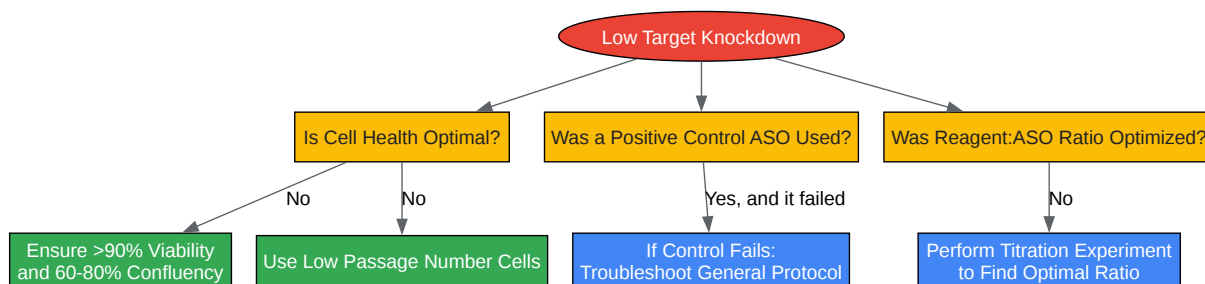 Low Target Knockdown
Is Cell Health Optimal?
Was a Positive Control ASO Used?
Was Reagent:ASO Ratio Optimized?
No
No
Yes, and it failed
No
Ensure >90% Viability
and 60-80% Confluency
Use Low Passage Number Cells
If Control Fails:
Troubleshoot General Protocol
Perform Titration Experiment
to Find Optimal Ratio